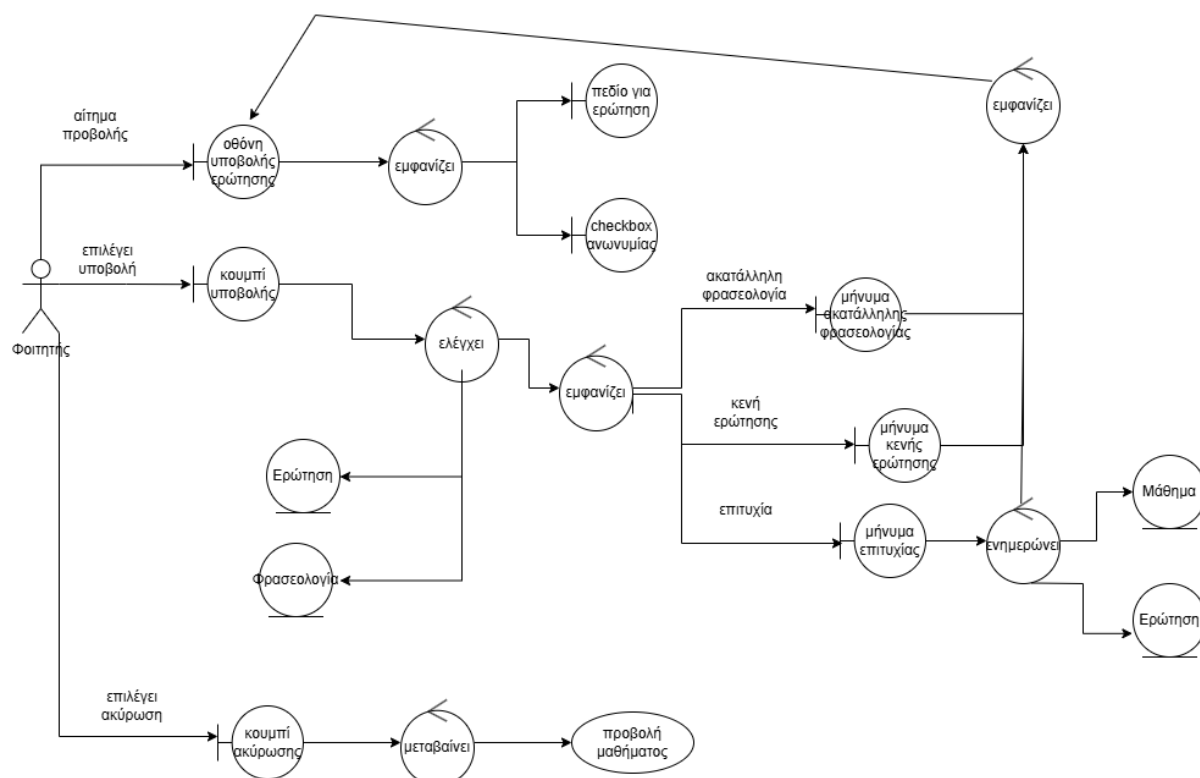 αίτημα
προβολής
οθόνη
υποβολής
ερώτησης
εμφανίζει
πεδίο για
ερώτηση
checkbox
ανωνυμίας
εμφανίζει
επιλέγει
υποβολή
κουμπί
υποβολής
Φοιτητής
ελέγχει
εμφανίζει
ακατάλληλη
φρασεολογία
μήνυμα
ακατάλληλης
φρασεολογίας
κενή
ερώτησης
μήνυμα
κενής
ερώτησης
Ερώτηση
Φρασεολογία
επιτυχία
μήνυμα
επιτυχίας
ενημερώνει
Μάθημα
Ερώτηση
επιλέγει
ακύρωση
κουμπί
ακύρωσης
μεταβαίνει
προβολή
μαθήματος